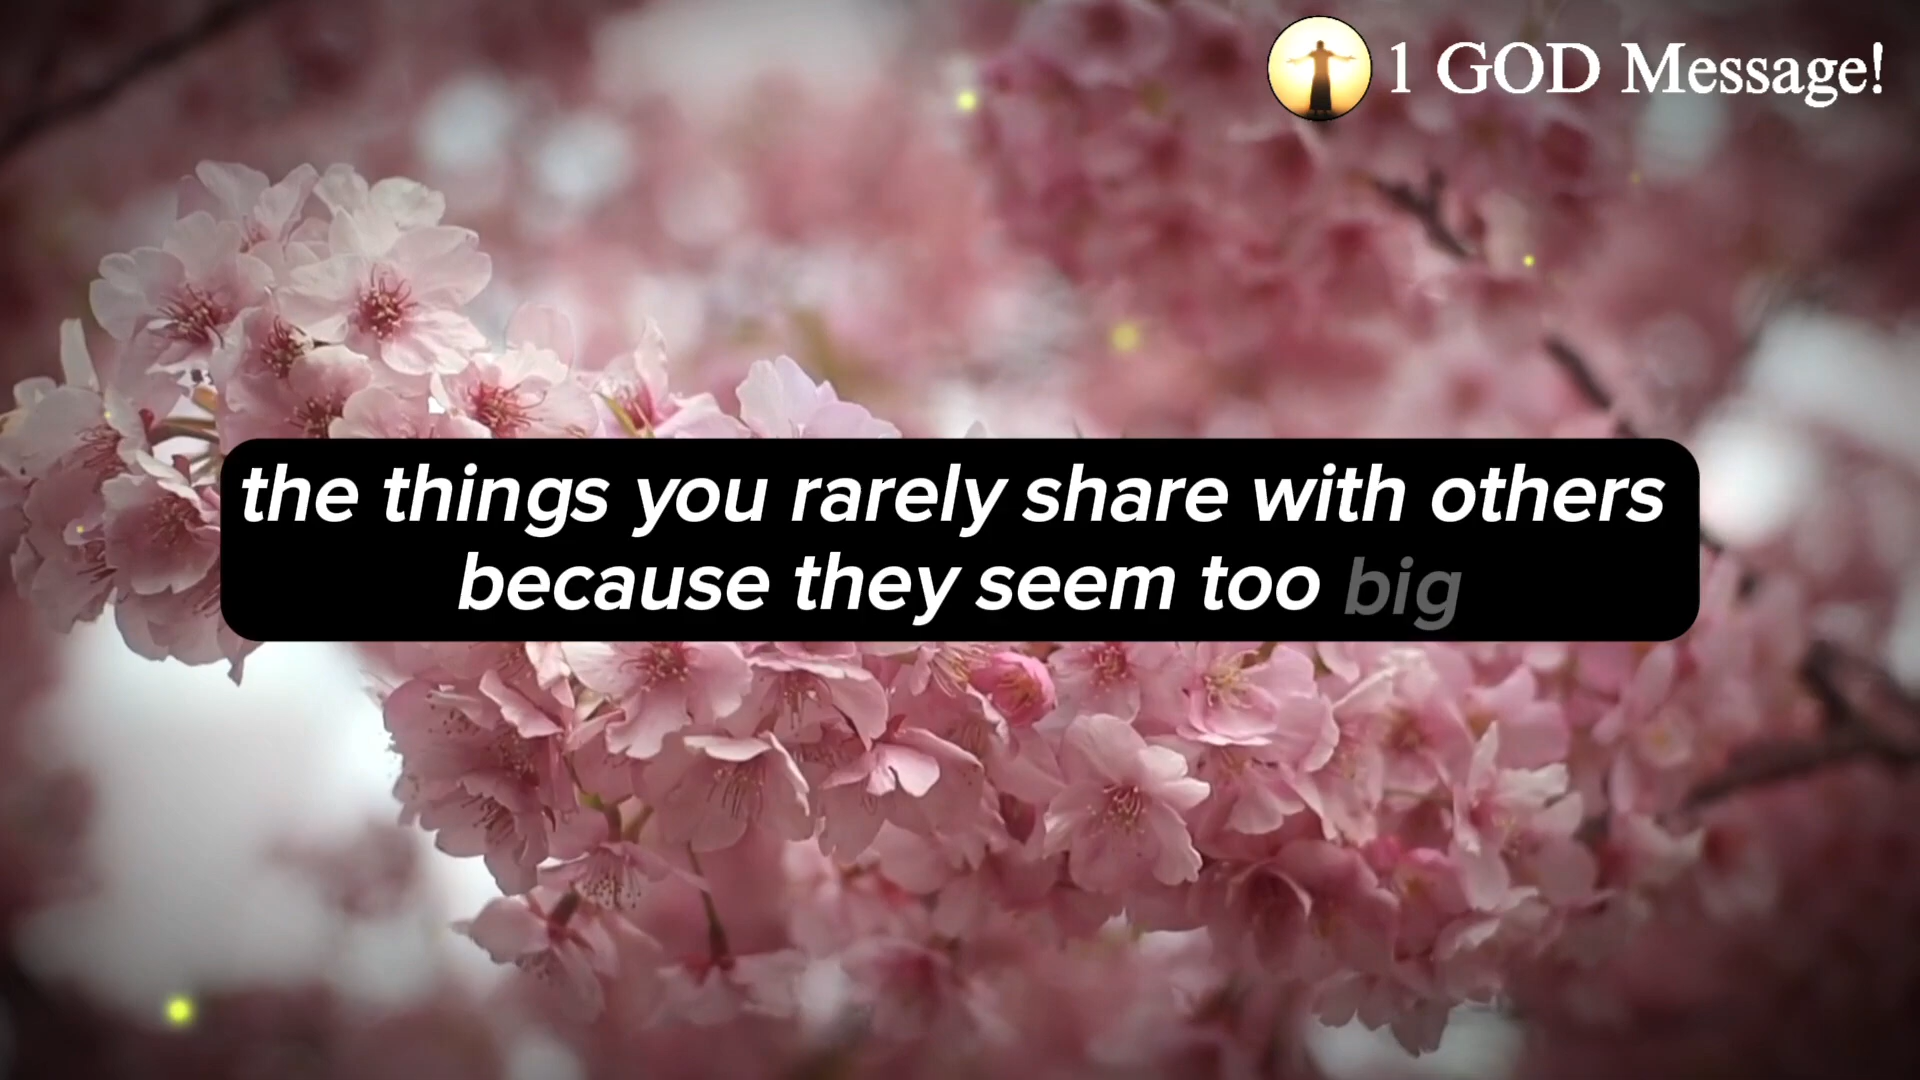 1 GOD Message!
the things you rarely share with others
because they seem too big